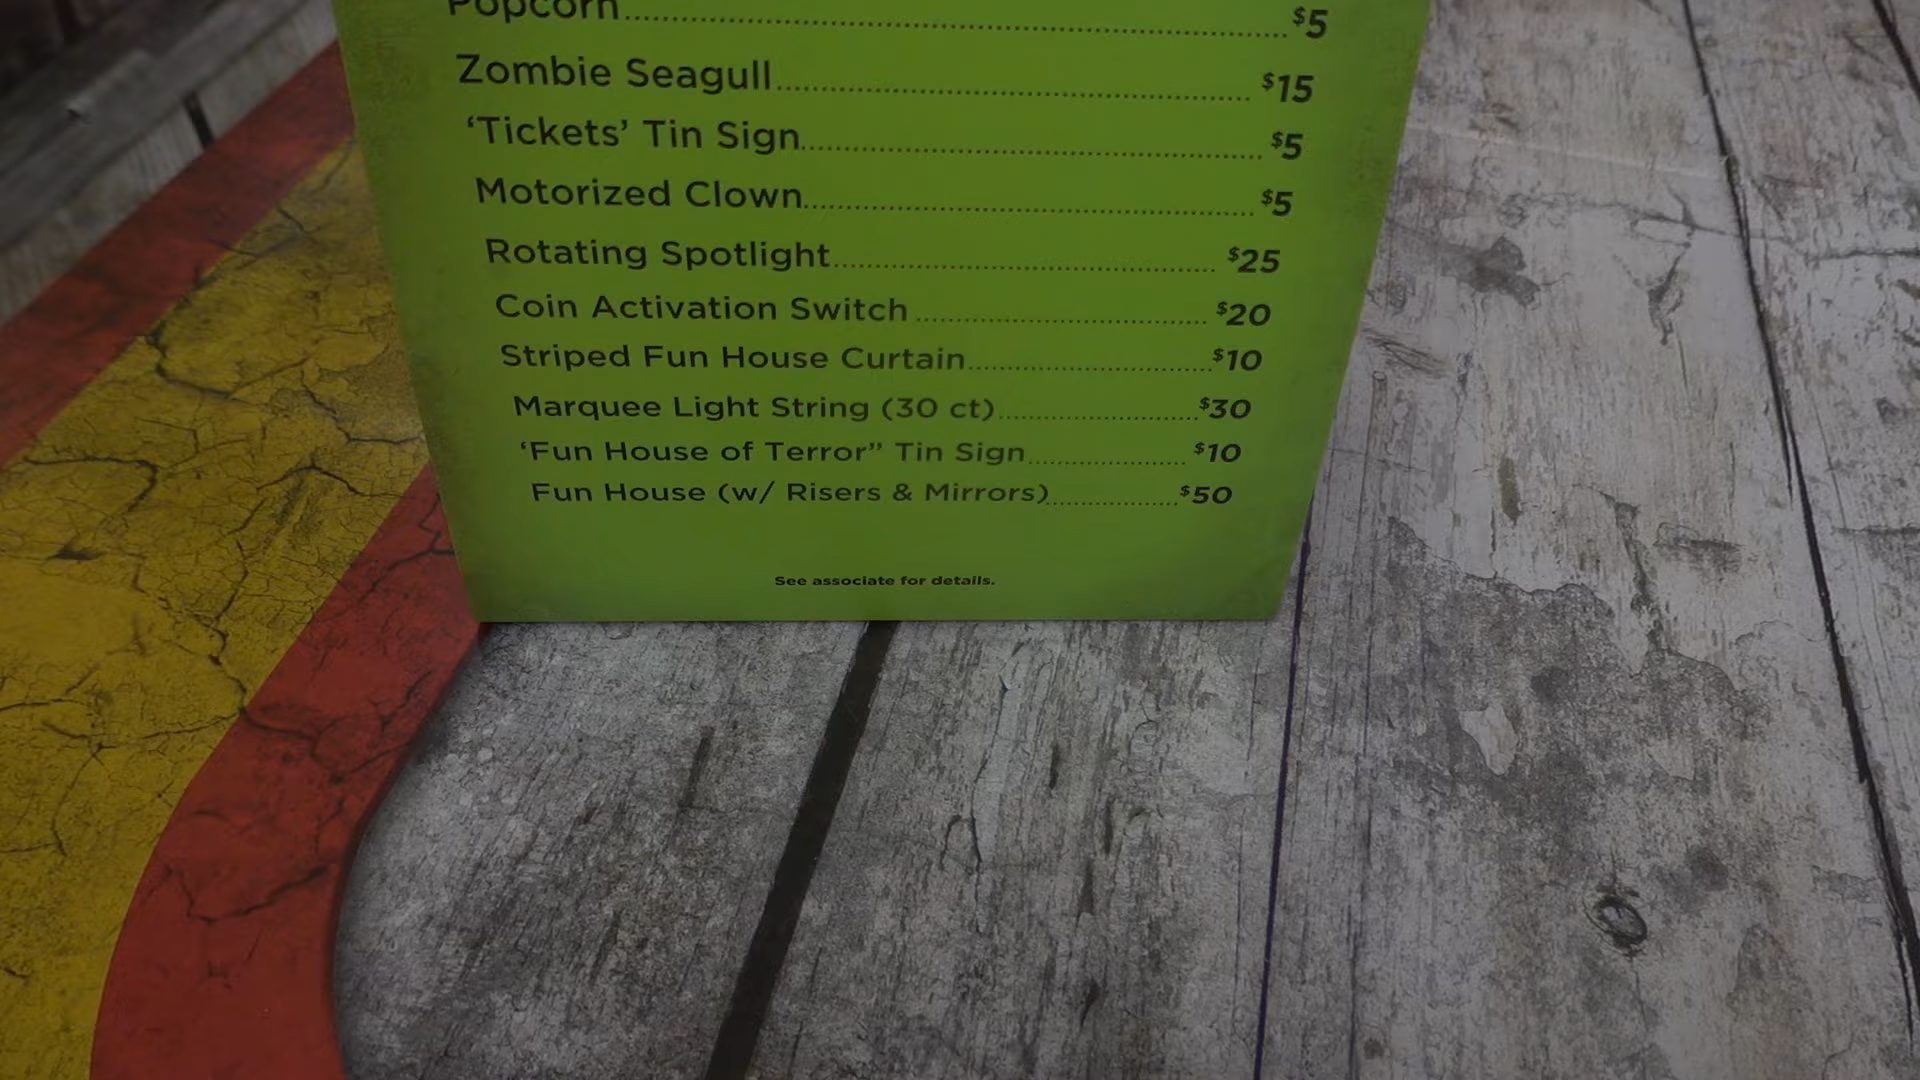 Popcorn $5
Zombie Seagull $15
‘Tickets’ Tin Sign $5
Motorized Clown $5
Rotating Spotlight $25
Coin Activation Switch $20
Striped Fun House Curtain $10
Marquee Light String (30 ct) $30
‘Fun House of Terror” Tin Sign $10
Fun House (w/ Risers & Mirrors) $50
See associate for details.